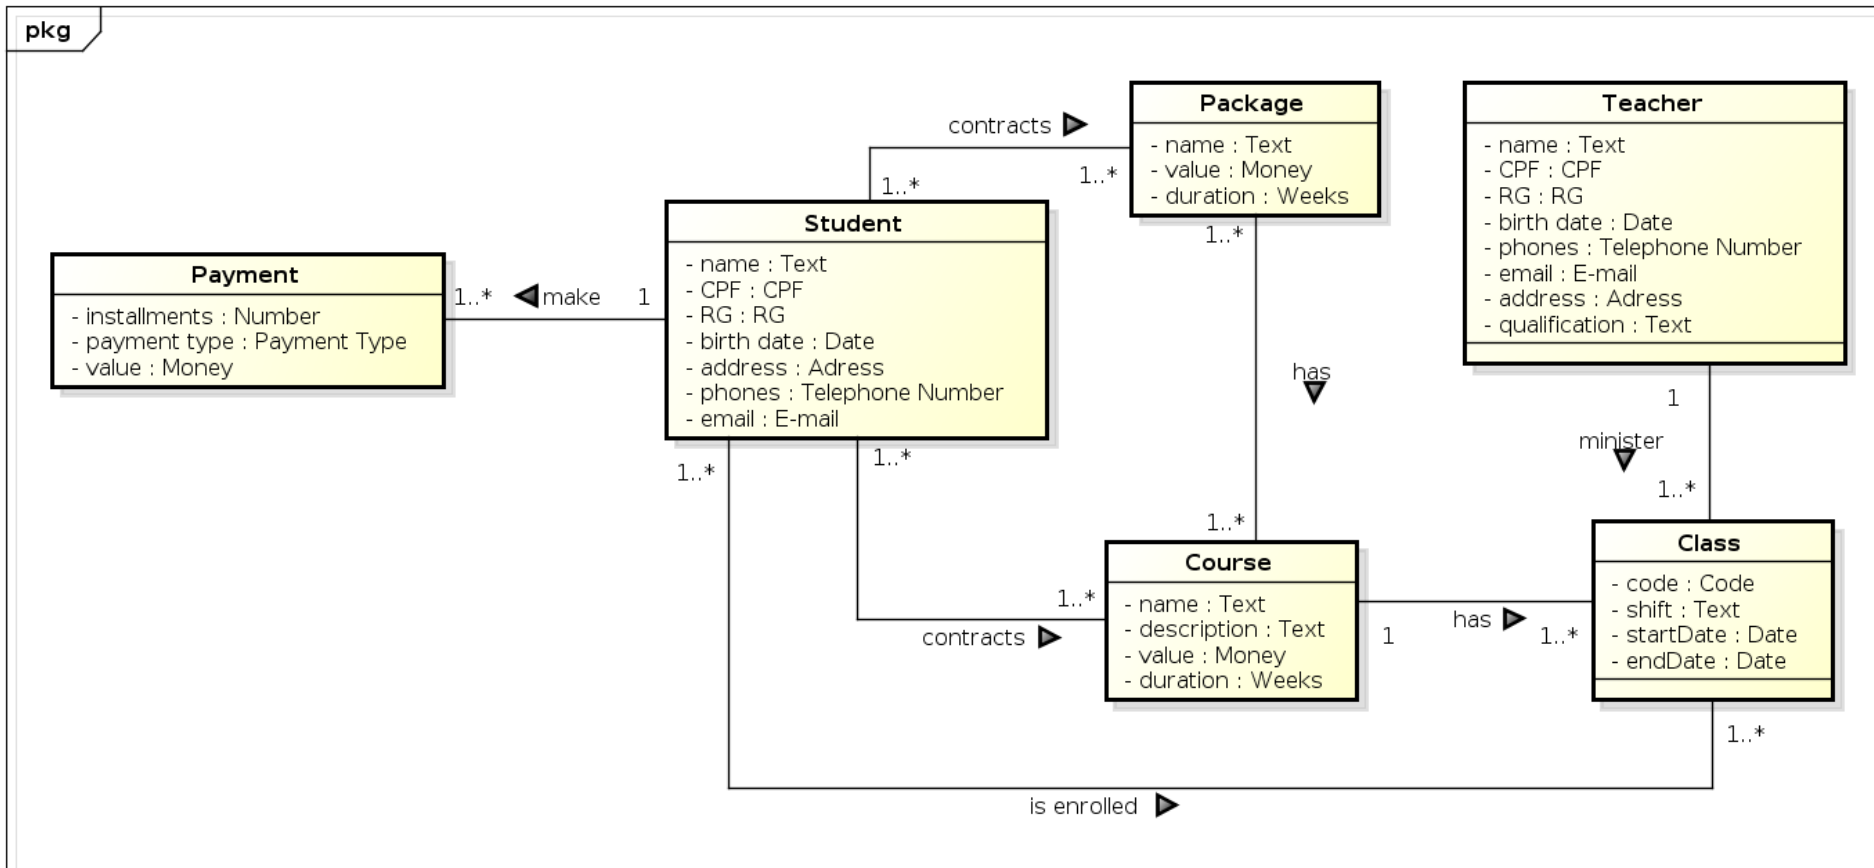 pkg
Package
- name : Text
- value : Money
- duration : Weeks
Teacher
- name : Text
- CPF : CPF
- RG : RG
- birth date : Date
- phones : Telephone Number
- email : E-mail
- address : Adress
- qualification : Text
contracts
1..*
1..*
Student
- name : Text
- CPF : CPF
- RG : RG
- birth date : Date
- address : Adress
- phones : Telephone Number
- email : E-mail
Payment
- installments : Number
- payment type : Payment Type
- value : Money
1..*
make
1
1..*
has
1..*
1
minister
1..*
1..*
1..*
1..*
contracts
Course
- name : Text
- description : Text
- value : Money
- duration : Weeks
1
has
1..*
Class
- code : Code
- shift : Text
- startDate : Date
- endDate : Date
1..*
is enrolled